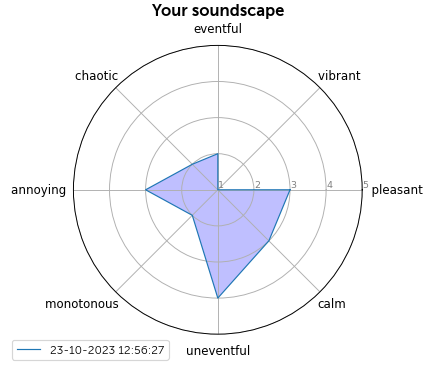 Your soundscape
eventful
chaotic
vibrant
annoying
1
2
3
4
5
pleasant
monotonous
calm
uneventful
23-10-2023 12:56:27